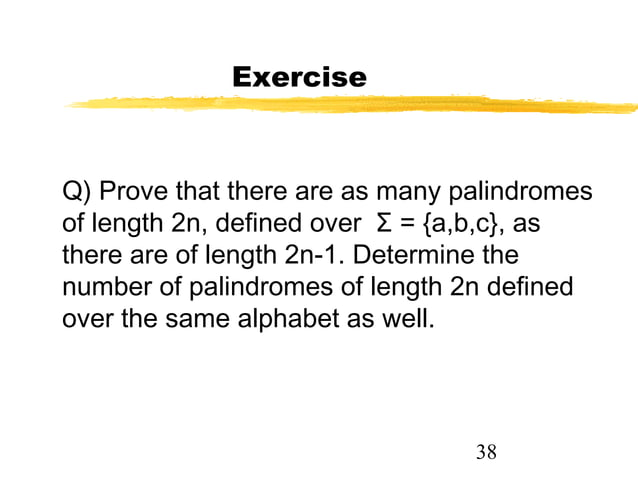 Exercise
Q) Prove that there are as many palindromes
of length 2n, defined over Σ = {a,b,c}, as
there are of length 2n-1. Determine the
number of palindromes of length 2n defined
over the same alphabet as well.
38